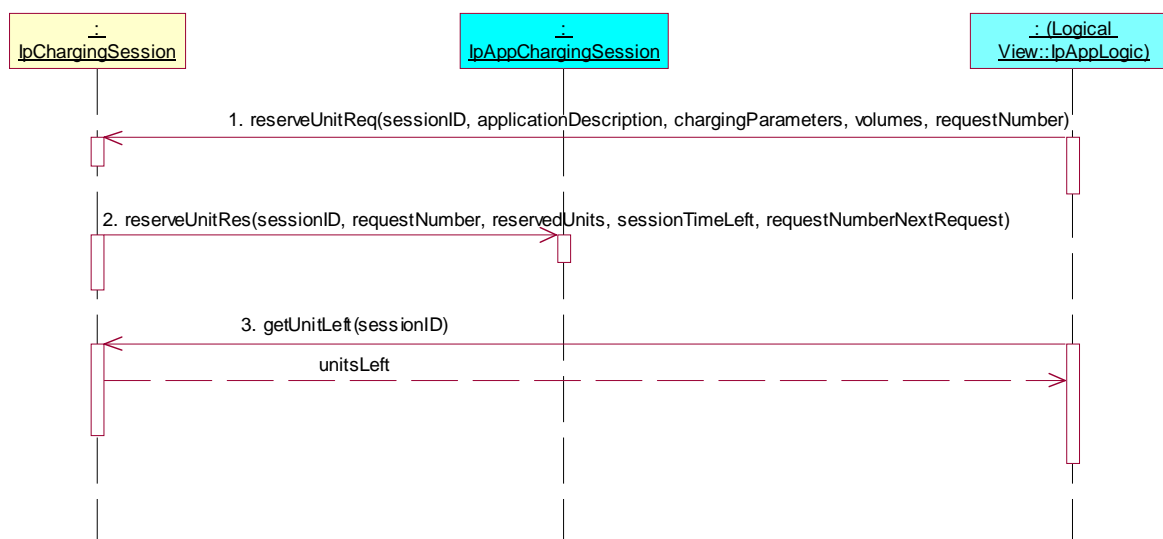 :
IpChargingSession
:
IpAppChargingSession
: (Logical
View::IpAppLogic)
1. reserveUnitReq(sessionID, applicationDescription, chargingParameters, volumes, requestNumber)
2. reserveUnitRes(sessionID, requestNumber, reservedUnits, sessionTimeLeft, requestNumberNextRequest)
3. getUnitLeft(sessionID)
unitsLeft